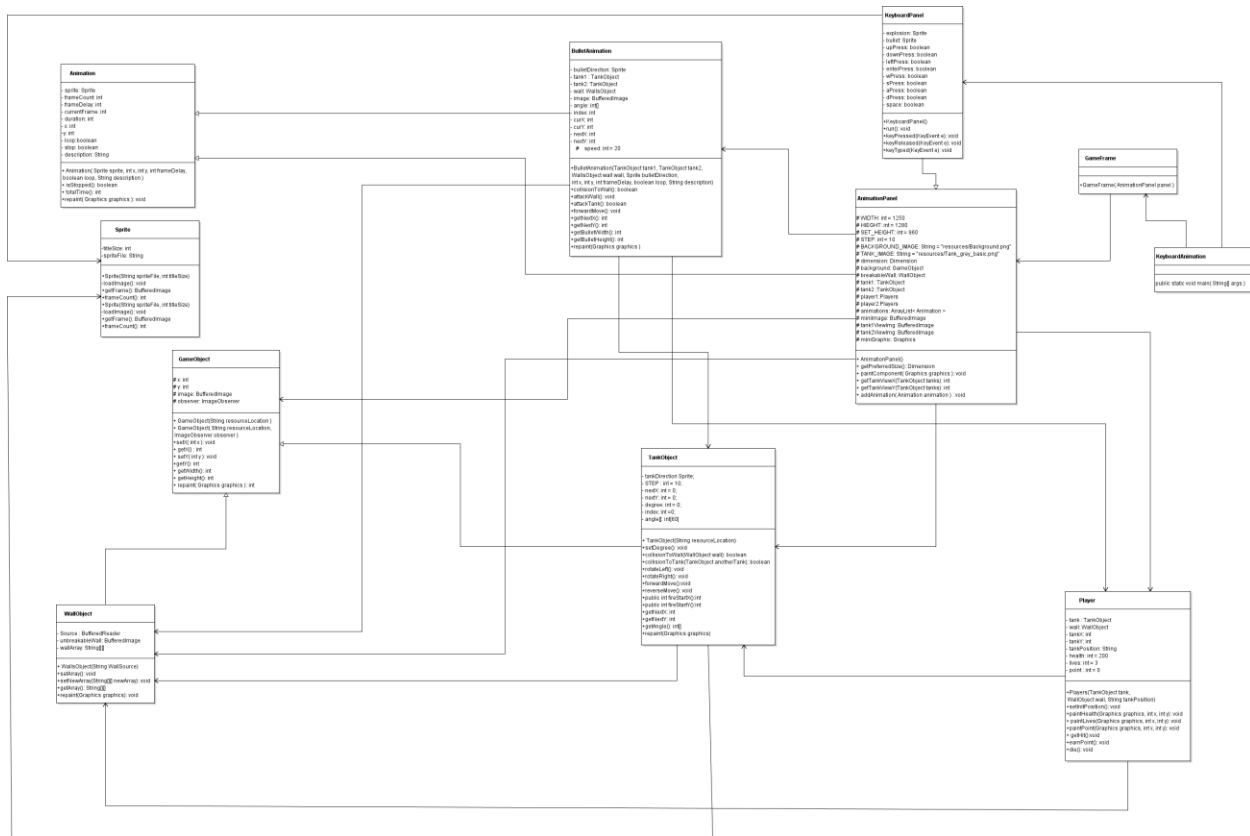 KeyboardPanel
- explosion: Sprite
- bullet: Sprite
- upPress: boolean
- downPress: boolean
- leftPress: boolean
- enterPress: boolean
- wPress: boolean
- sPress: boolean
- aPress: boolean
- dPress: boolean
- space: boolean
+KeyboardPanel()
+run(): void
+keyPressed(KeyEvent e): void
+keyReleased(KeyEvent e): void
+keyTyped(KeyEvent e): void
BulletAnimation
- bulletDirection: Sprite
- tank1 : TankObject
- tank2: TankObject
- wall: WallsObject
- image: BufferedImage
- angle: int[]
- index: int
- curX: int
- curY: int
- nextX: int
- nextY: int
# speed: int = 20
+BulletAnimation(TankObject tank1, TankObject tank2,
WallsObject wall wall, Sprite bulletDirection,
int x, int y, int frameDelay, boolean loop, String description)
+collisionToWall(): boolean
+attackWall(): void
+attackTank(): boolean
+forwardMove(): void
+getNextX(): int
+getNextY(): int
+getBulletWidth(): int
+getBulletHeight(): int
+repaint(Graphics graphics )
Animation
- sprite: Sprite
- frameCount: int
- frameDelay: int
- currentFrame: int
- duration: int
- x: int
-y: int
- loop:boolean
- stop: boolean
- description: String
+ Animation( Sprite sprite, int x, int y, int frameDelay,
boolean loop, String description )
+ isStopped(): boolean
+ totalTime(): int
+repaint( Graphics graphics ): void
GameFrame
+GameFrame( AnimationPanel panel )
AnimationPanel
# WIDTH: int = 1250
# HIEGHT: int = 1280
# SET_HEIGHT: int = 960
# STEP: int = 10
# BACKGROUND_IMAGE: String = "resources/Background.png"
# TANK_IMAGE: String = "resources/Tank_grey_basic.png"
# dimension: Dimension
# background: GameObject
# breakableWall: WallObject
# tank1: TankObject
# tank2: TankObject
# player1: Players
# player2:Players
# animations: ArrayList< Animation >
# miniImage: BufferedImage
# tank1ViewImg: BufferedImage
# tank2ViewImg: BufferedImage
# miniGraphic: Graphics
+ AnimationPanel()
+ getPreferredSize(): Dimension
+ paintComponent( Graphics graphics ): void
+ getTankViewX(TankObject tanks): int
+ getTankViewY(TankObject tanks): int
+ addAnimation( Animation animation ) : void
KeyboardAnimation
public static void main( String[] args )
Sprite
-titleSize: int
-spriteFile: String
+Sprite(String spriteFile, int titleSize)
-loadImage(): void
+getFrame(): BufferedImage
+frameCount(): int
+Sprite(String spriteFile, int titleSize)
-loadImage(): void
+getFrame(): BufferedImage
+frameCount(): int
GameObject
# x: int
# y: int
# image: BufferedImage
# observer: ImageObserver
+ GameObject(String resourceLocation )
+ GameObject( String resourceLocation,
ImageObserver observer )
+setX( int x ): void
+ getX() : int
+ setY( int y ): void
+getY(): int
+ getWidth(): int
+ getHeight(): int
+ repaint( Graphics graphics ): int
TankObject
- tankDirection Sprite;
- STEP : int = 10;
- nextX: int = 0;
- nextY: int = 0;
- degree: int = 0;
- index: int =0;
- angle[]: int[60]
+ TankObject(String resourceLocation)
+setDegree(): void
+collisionToWall(WallObject wall): boolean
+collisionToTank(TankObject anotherTank): boolean
+rotateLeft(): void
+rotateRight(): void
+forwardMove():void
+reverseMove(): void
+public int fireStartX():int
+public int fireStartY():int
+getNextX: int
+getNextY: int
+getAngle(): int[]
+repaint(Graphics graphics)
WallObject
- Source : BufferedReader
- unbreakableWall: BufferedImage
- wallArray: String[][]
+ WallsObject(String WallSource)
+setArray(): void
+setNewArray(String[][] newArray): void
+getArray(): String[][]
+repaint(Graphics graphics): void
Player
- tank : TankObject
- wall: WallObject
- tankX: int
- tankY: int
- tankPosition: String
- health: int = 200
- lives: int = 3
- point : int = 0
+Players(TankObject tank,
WallObject wall, String tankPosition)
+setInitPosition(): void
+paintHealth(Graphics graphics, int x, int y): void
+ paintLives(Graphics graphics, int x, int y): void
+paintPoint(Graphics graphics, int x, int y): void
+ getHit():void
+earnPoint(): void
+die(): void